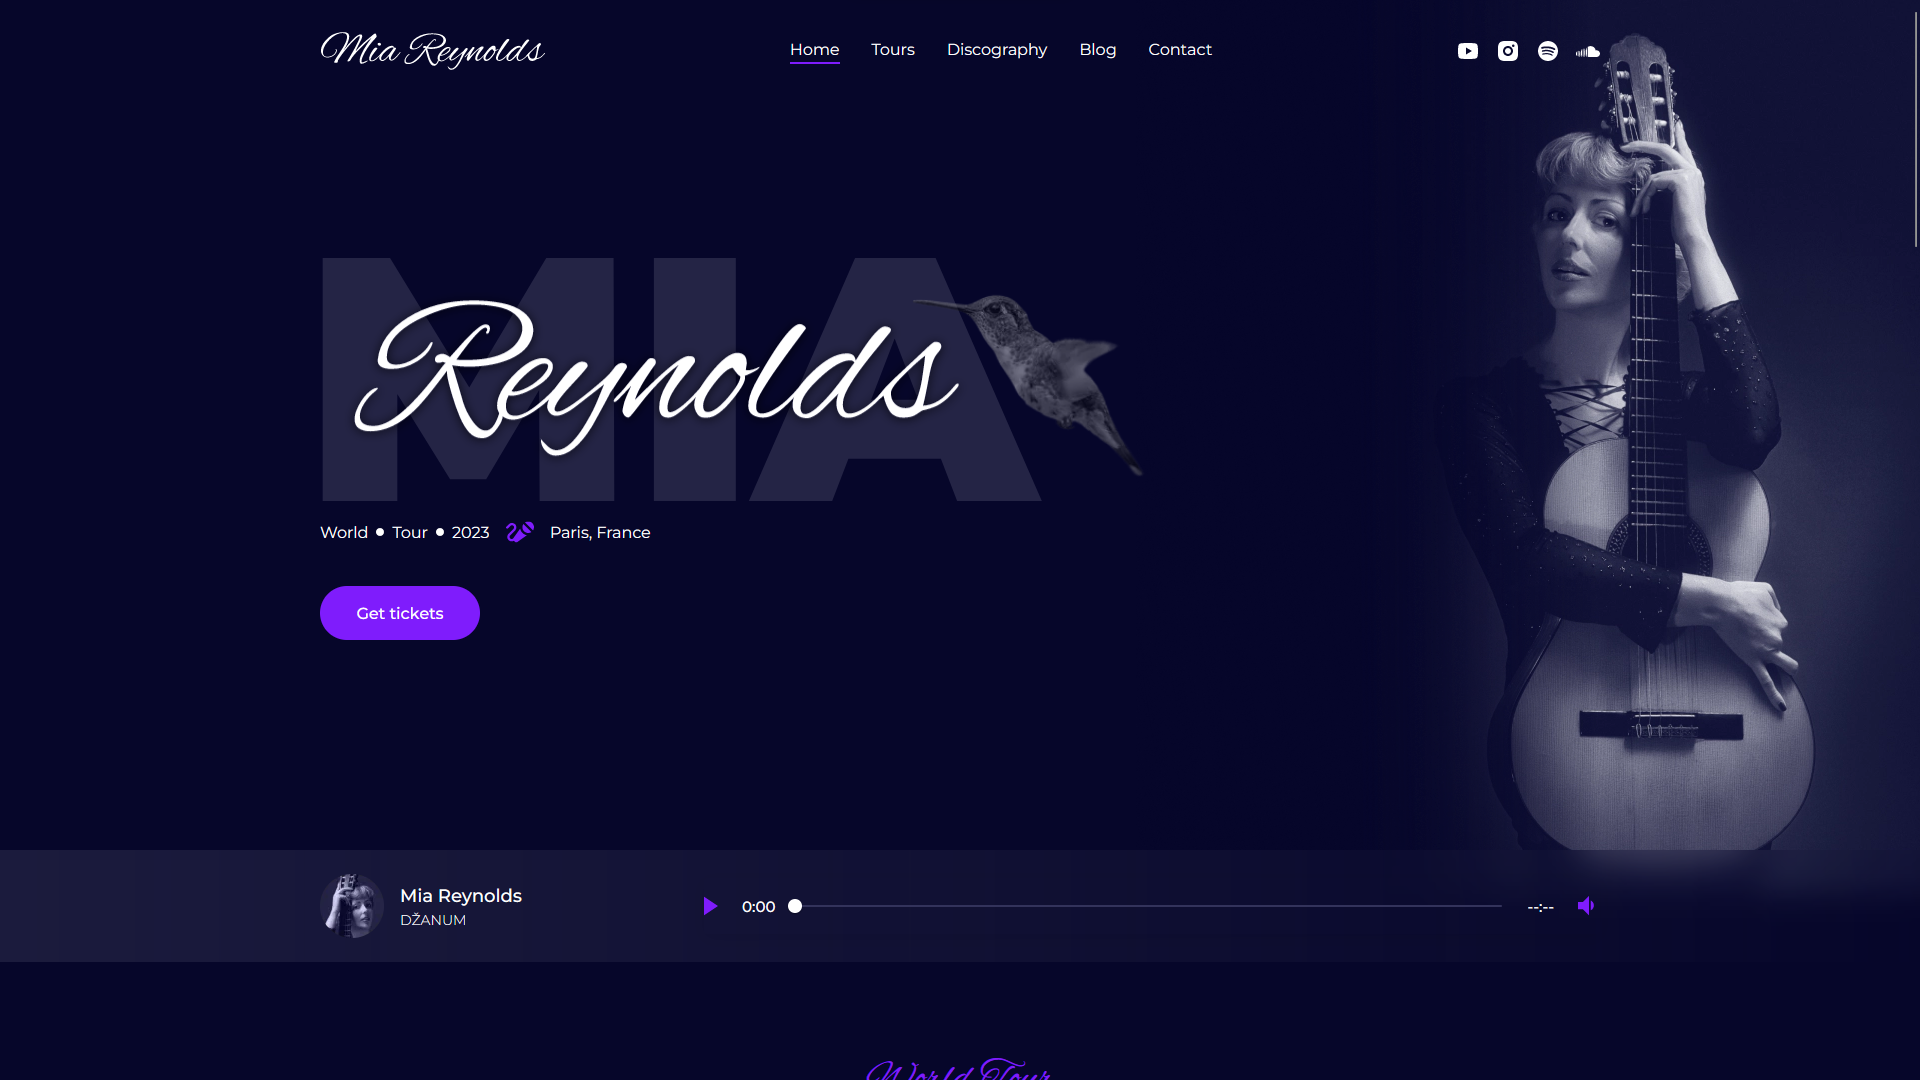 Mia Reynolds
Home Tours Discography Blog Contact
MIA
Reynolds
World • Tour • 2023 Paris, France
Get tickets
Mia Reynolds
DŽANUM
0:00 --:--
World Tour